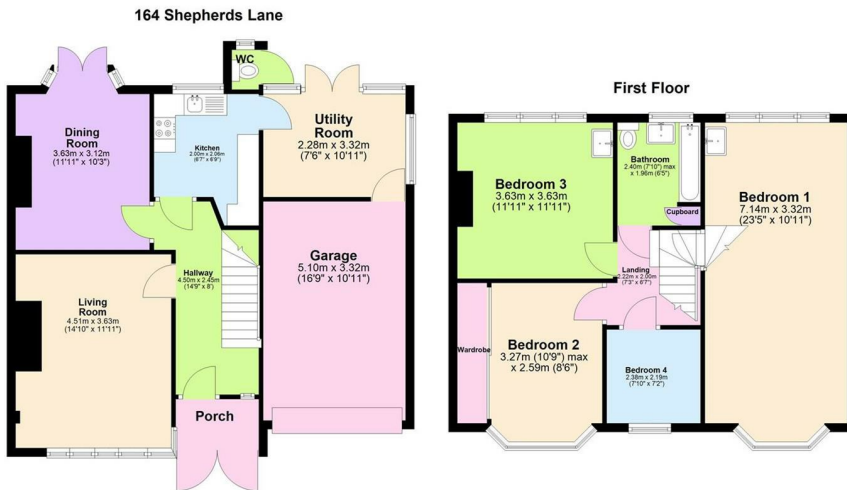 164 Shepherds Lane
WC
Dining
Room
3.63m x 3.12m
(11'11" x 10'3")
Kitchen
2.00m x 2.06m
(6'7" x 6'9")
Utility
Room
2.28m x 3.32m
(7'6" x 10'11")
Hallway
4.50m x 2.45m
(14'9" x 8')
Garage
5.10m x 3.32m
(16'9" x 10'11")
Living
Room
4.51m x 3.63m
(14'10" x 11'11")
Porch
First Floor
Bedroom 3
3.63m x 3.63m
(11'11" x 11'11")
Bathroom
2.40m (7'10") max
x 1.96m (6'5")
Cupboard
Bedroom 1
7.14m x 3.32m
(23'5" x 10'11")
Landing
2.22m x 2.00m
(7'3" x 6'7")
Wardrobe
Bedroom 2
3.27m (10'9") max
x 2.59m (8'6")
Bedroom 4
2.38m x 2.19m
(7'10" x 7'2")